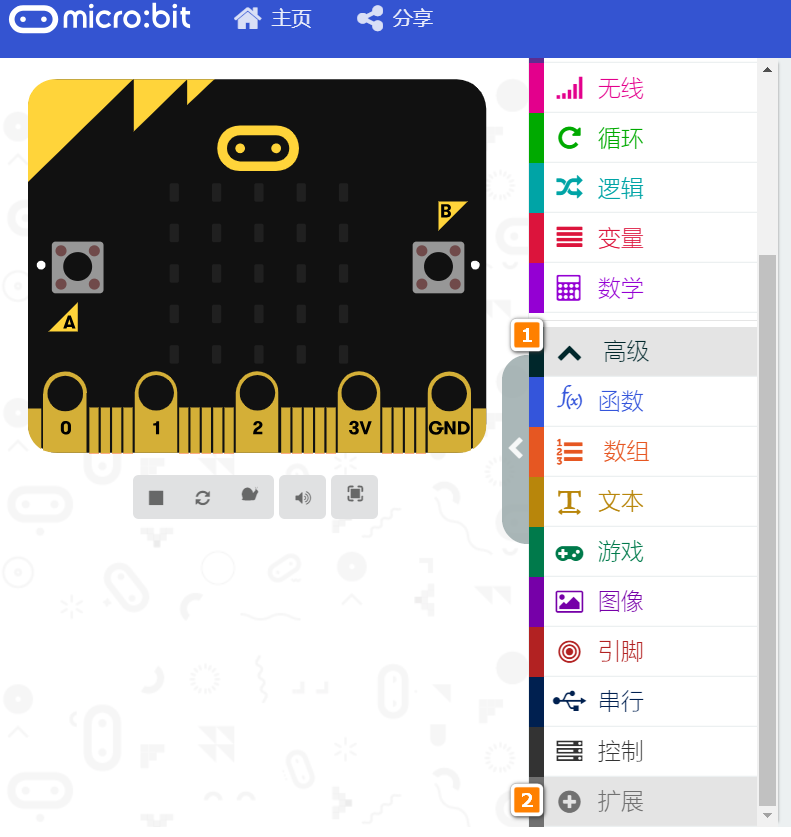 micro:bit 主页 分享
无线
循环
逻辑
变量
数学
1 高级
函数
数组
文本
游戏
图像
引脚
串行
控制
2 扩展
B
A
0 1 2 3V GND